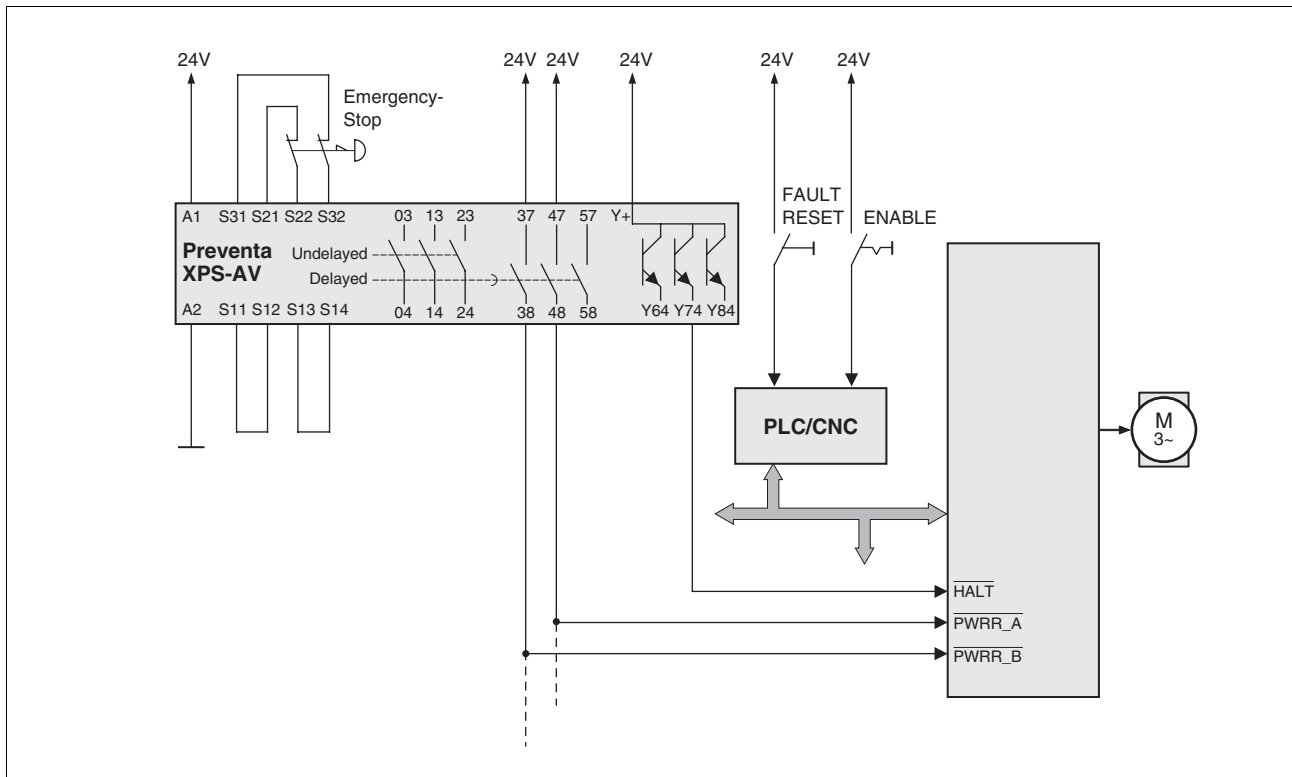 24V
24V 24V
24V
24V
24V
Emergency-
Stop
FAULT
RESET
ENABLE
A1 S31 S21 S22 S32 03 13 23 37 47 57 Y+
Preventa
XPS-AV
Undelayed
Delayed
A2 S11 S12 S13 S14 04 14 24 38 48 58 Y64 Y74 Y84
PLC/CNC
M
3~
HALT
PWRR_A
PWRR_B